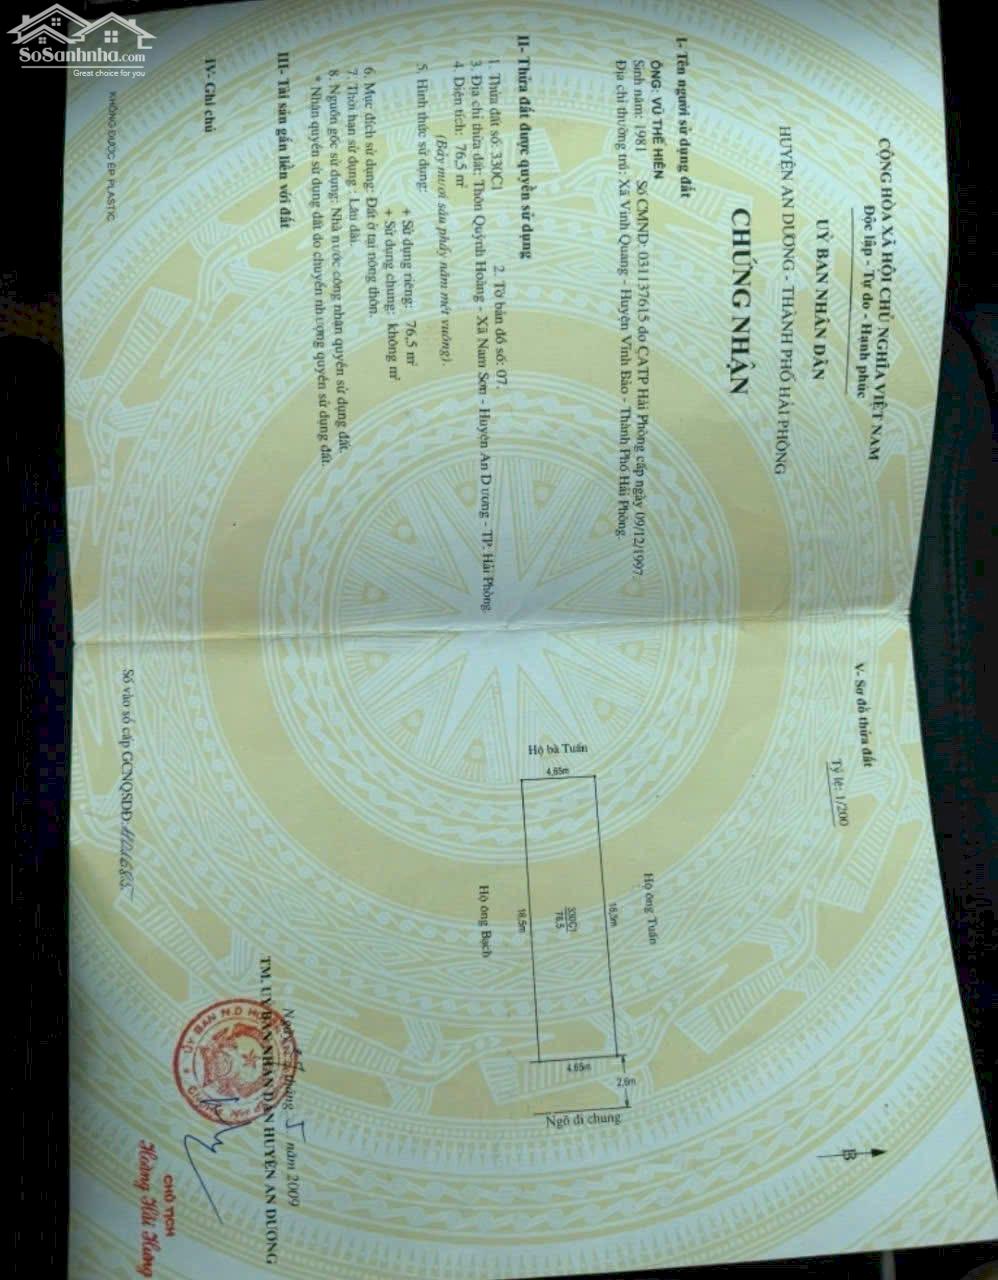 SoSanhnha.com
Great choice for you
CỘNG HÒA XÃ HỘI CHỦ NGHĨA VIỆT NAM
Độc lập - Tự do - Hạnh phúc
UỶ BAN NHÂN DÂN
HUYỆN AN DƯƠNG - THÀNH PHỐ HẢI PHÒNG
CHỨNG NHẬN
I- Tên người sử dụng đất
ÔNG: VŨ THẾ HIỂN
Sinh năm: 1981 Số CMND: 031137615 do CATP Hải Phòng cấp ngày 09/12/1997.
Địa chỉ thường trú: Xã Vinh Quang - Huyện Vĩnh Bảo - Thành Phố Hải Phòng.
II- Thửa đất được quyền sử dụng
1. Thửa đất số: 330C1 2. Tờ bản đồ số: 07.
3. Địa chỉ thửa đất: Thôn Quỳnh Hoàng - Xã Nam Sơn - Huyện An Dương - TP. Hải Phòng.
4. Diện tích: 76,5 m²
(Bảy mươi sáu phẩy năm mét vuông).
5. Hình thức sử dụng:
+ Sử dụng riêng: 76,5 m²
+ Sử dụng chung: không m²
6. Mục đích sử dụng: Đất ở tại nông thôn.
7. Thời hạn sử dụng : Lâu dài.
8. Nguồn gốc sử dụng: Nhà nước công nhận quyền sử dụng đất.
* Nhận quyền sử dụng đất do chuyển nhượng quyền sử dụng đất.
III- Tài sản gắn liền với đất
IV- Ghi chú
KHÔNG ĐƯỢC ÉP PLASTIC
V- Sơ đồ thửa đất
Tỷ lệ: 1/200
Hộ bà Tuấn
4,65m
Hộ ông Tuấn
16,5m
330C1
76,5
16,5m
Hộ ông Bạch
4,65m
2,6m
Ngõ đi chung
B
tháng 5 năm 2009
TM. UỶ BAN NHÂN DÂN HUYỆN AN DƯƠNG
CHỦ TỊCH
Hoàng Hải Hưng
Số vào sổ cấp GCNQSDĐ: